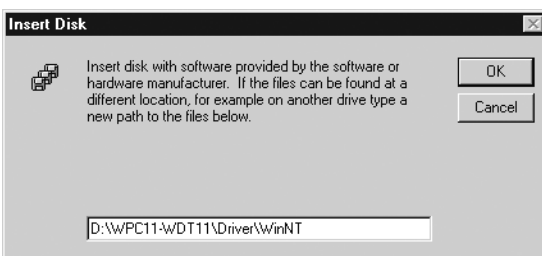 Insert Disk
Insert disk with software provided by the software or
hardware manufacturer. If the files can be found at a
different location, for example on another drive type a
new path to the files below.
OK
Cancel
D:\WPC11-WDT11\Driver\WinNT